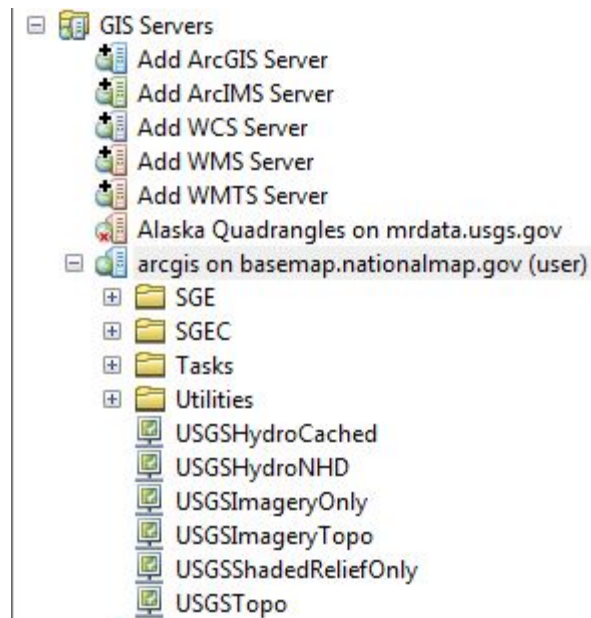 GIS Servers
Add ArcGIS Server
Add ArcIMS Server
Add WCS Server
Add WMS Server
Add WMTS Server
Alaska Quadrangles on mrdata.usgs.gov
arcgis on basemap.nationalmap.gov (user)
SGE
SGEC
Tasks
Utilities
USGSHydroCached
USGSHydroNHD
USGSImageryOnly
USGSImageryTopo
USGSShadedReliefOnly
USGSTopo